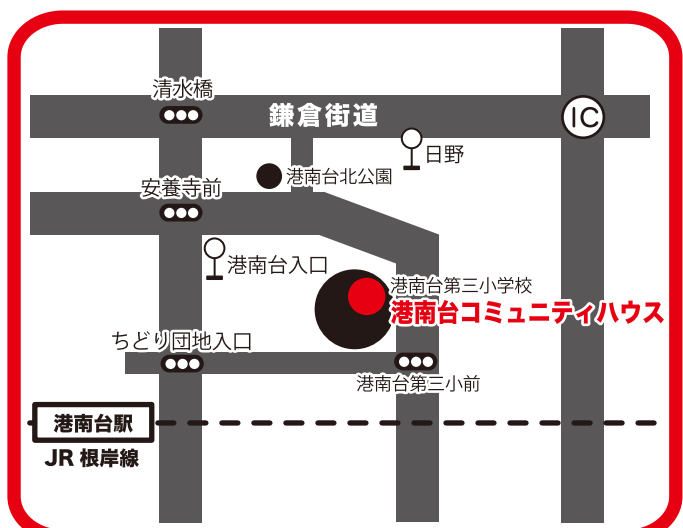 清水橋
鎌倉街道
IC
日野
港南台北公園
安養寺前
港南台入口
港南台第三小学校
港南台コミュニティハウス
ちどり団地入口
港南台第三小前
港南台駅
JR 根岸線